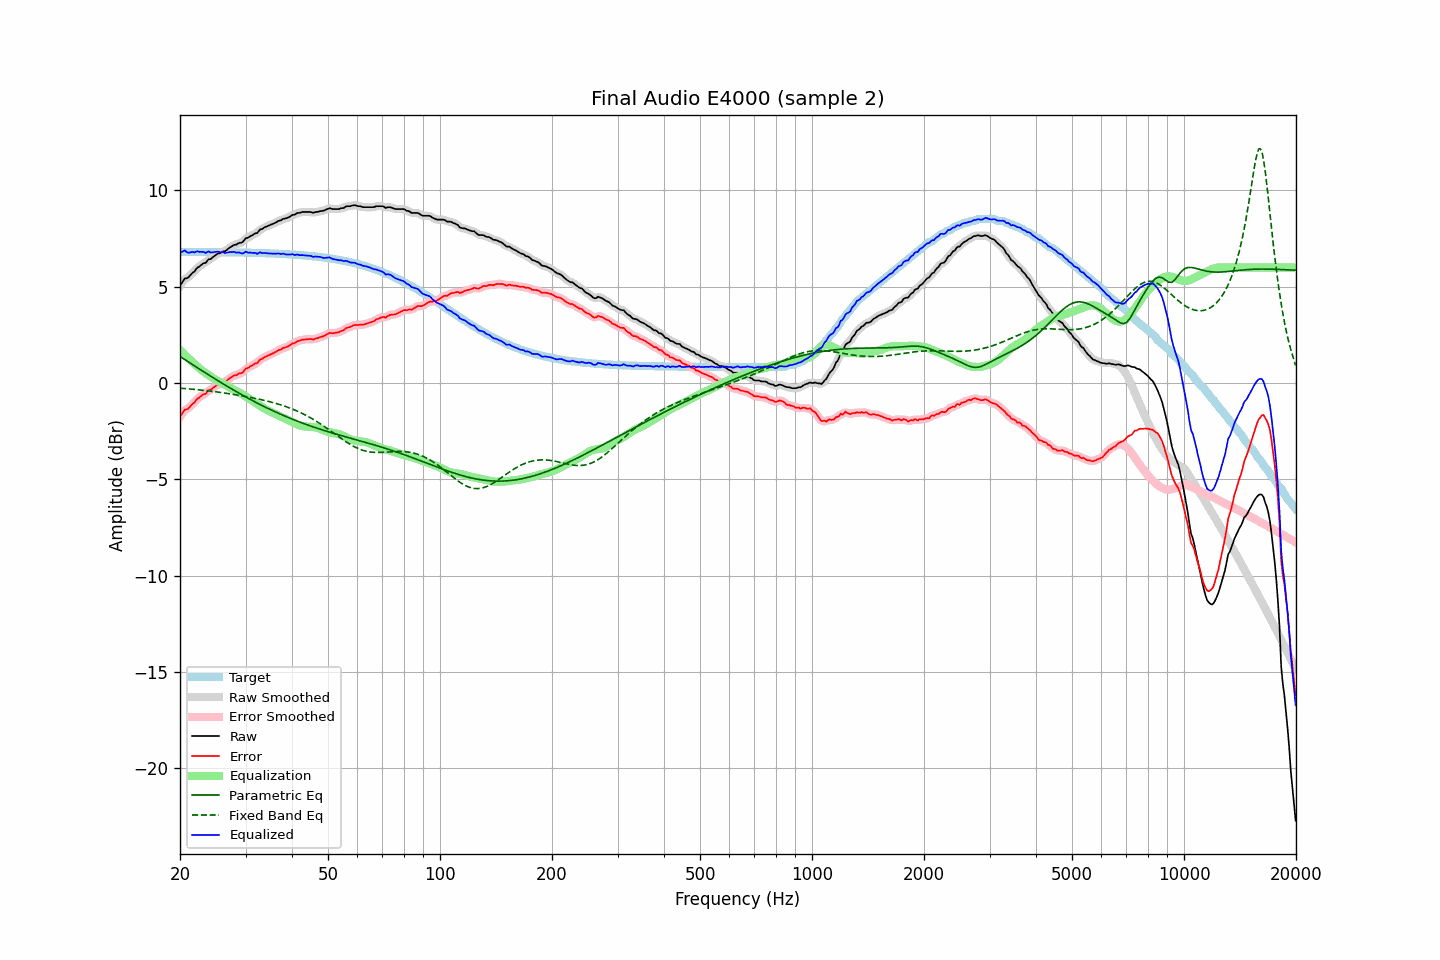 Final Audio E4000 (sample 2)
Amplitude (dBr)
10
5
0
−5
−10
−15
−20
Target
Raw Smoothed
Error Smoothed
Raw
Error
Equalization
Parametric Eq
Fixed Band Eq
Equalized
20 50 100 200 500 1000 2000 5000 10000 20000
Frequency (Hz)